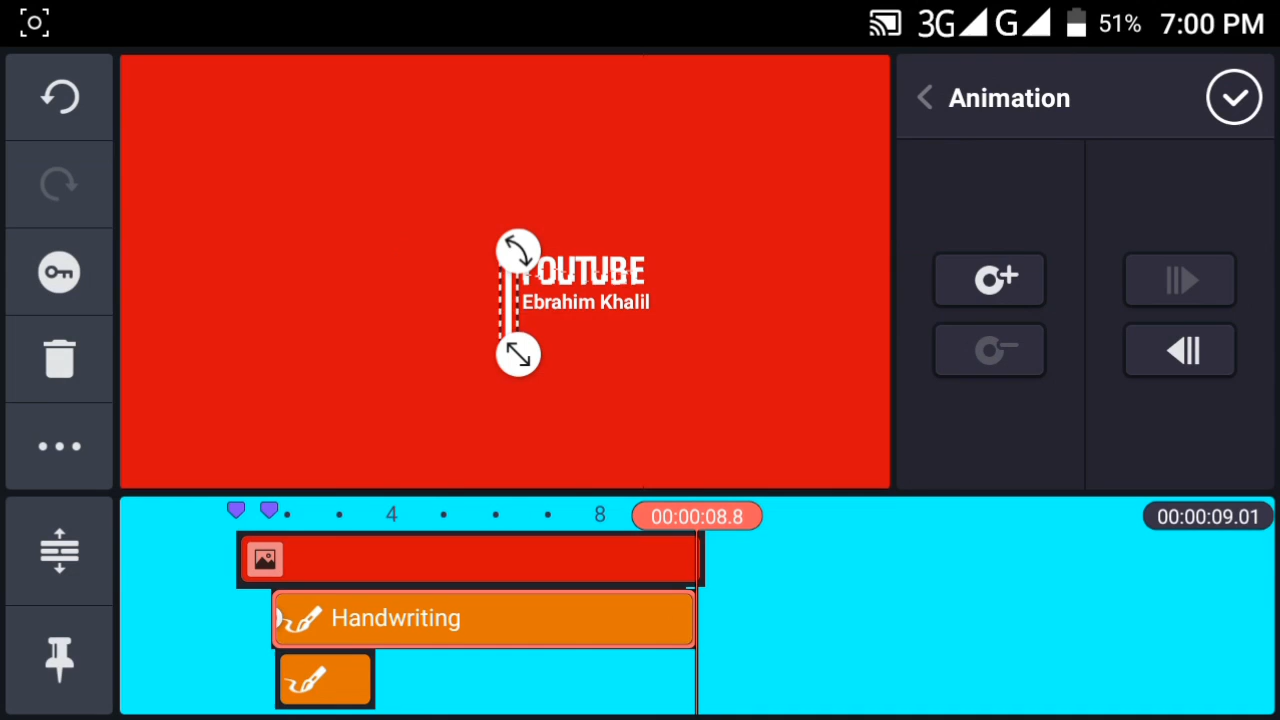 3G G 51% 7:00 PM
Animation
YOUTUBE
Ebrahim Khalil
4 8 00:00:08.8 00:00:09.01
Handwriting